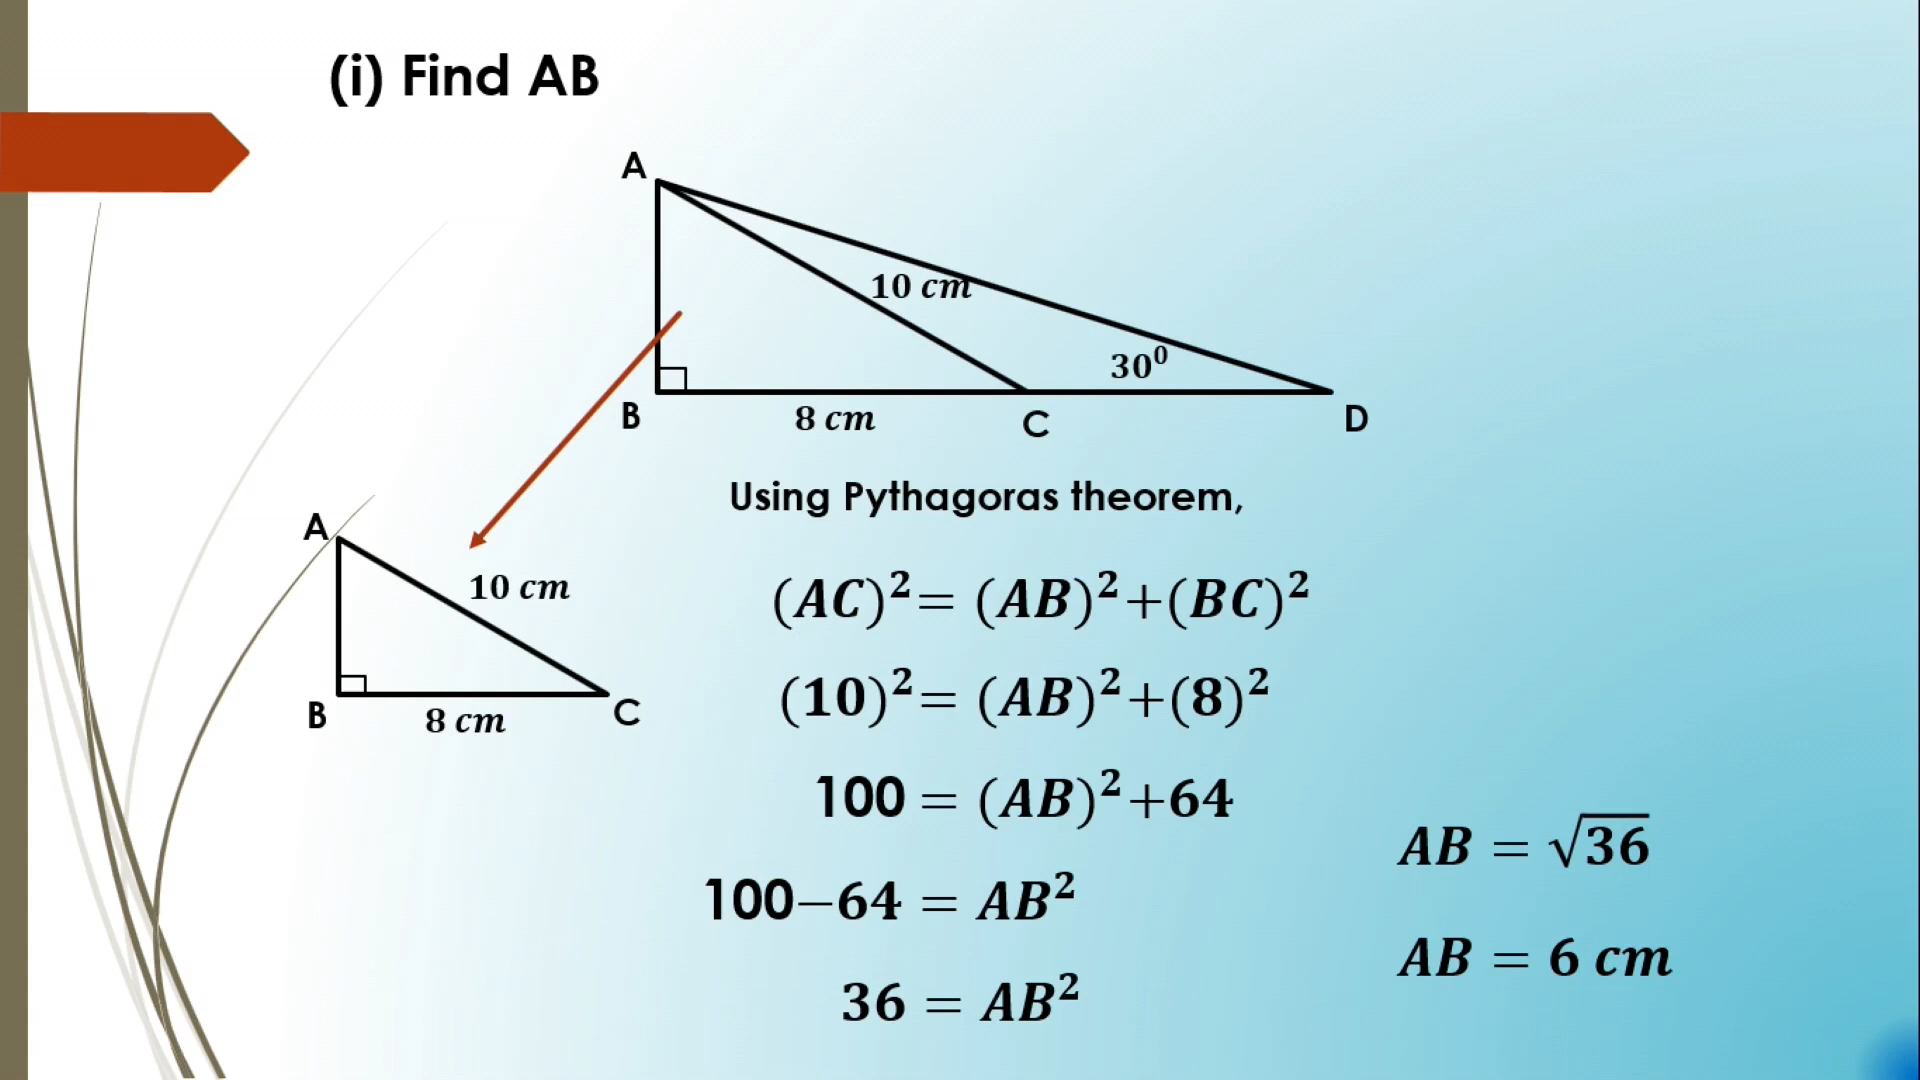 (i) Find AB
A
10 cm
30⁰
B
8 cm
C
D
Using Pythagoras theorem,
A
10 cm
B
8 cm
C
(AC)²= (AB)²+(BC)²
(10)²= (AB)²+(8)²
100 = (AB)²+64
100−64 = AB²
36 = AB²
AB = √36
AB = 6 cm